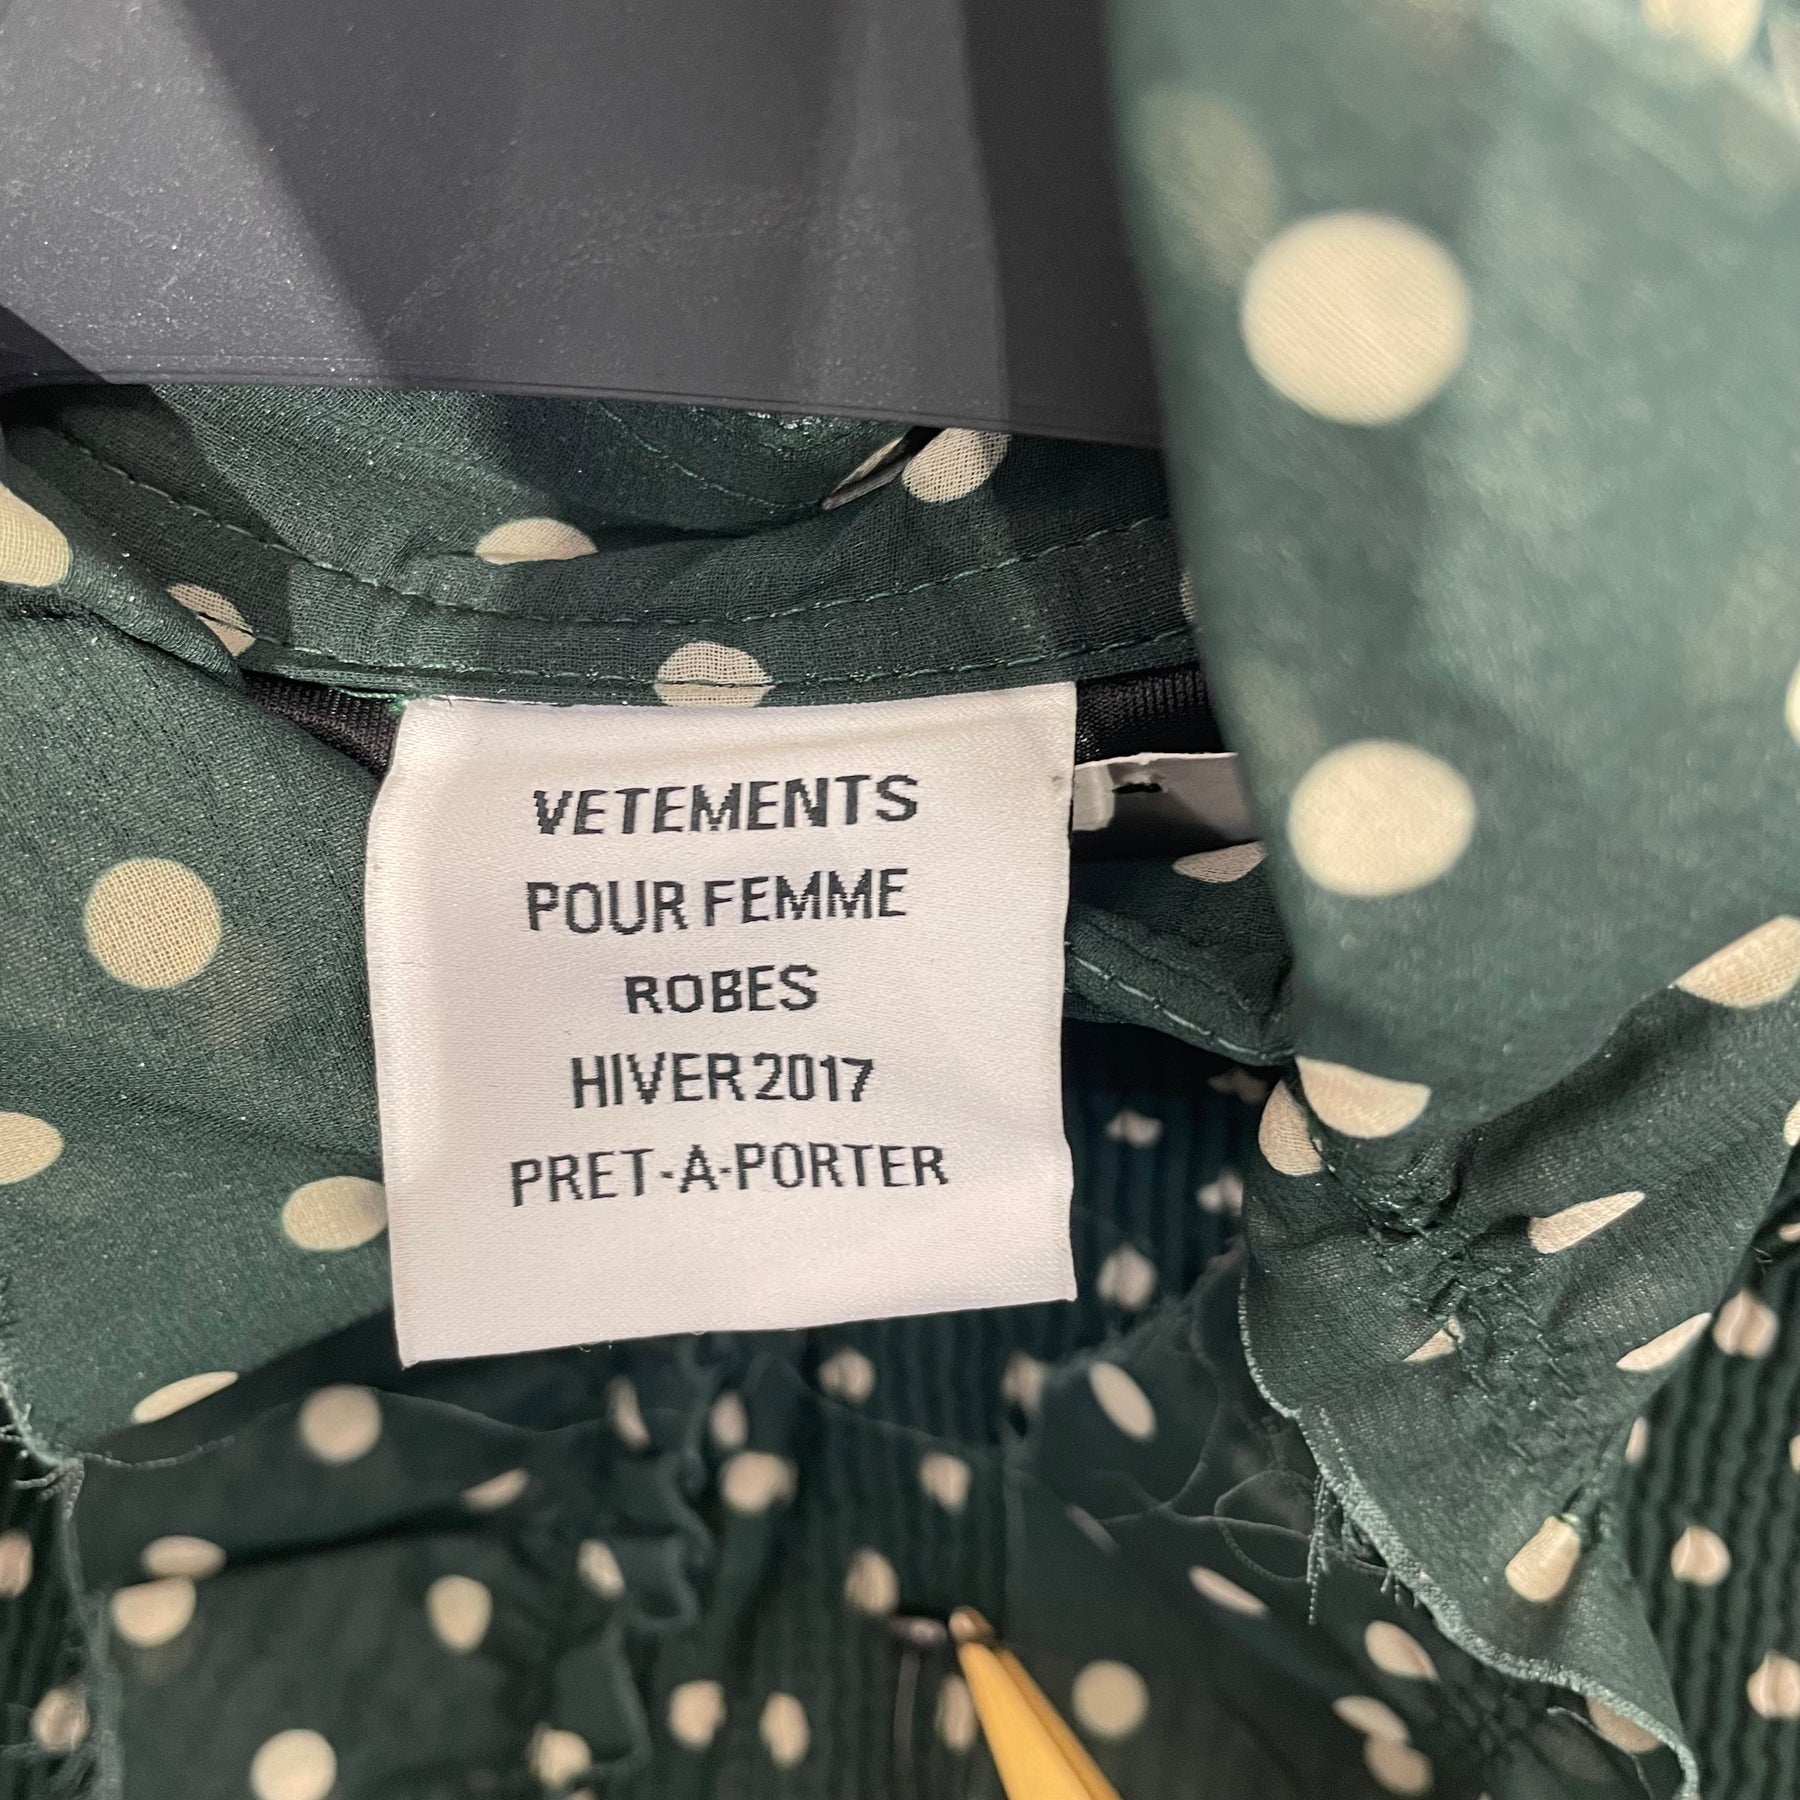 VETEMENTS
POUR FEMME
ROBES
HIVER 2017
PRET-A-PORTER